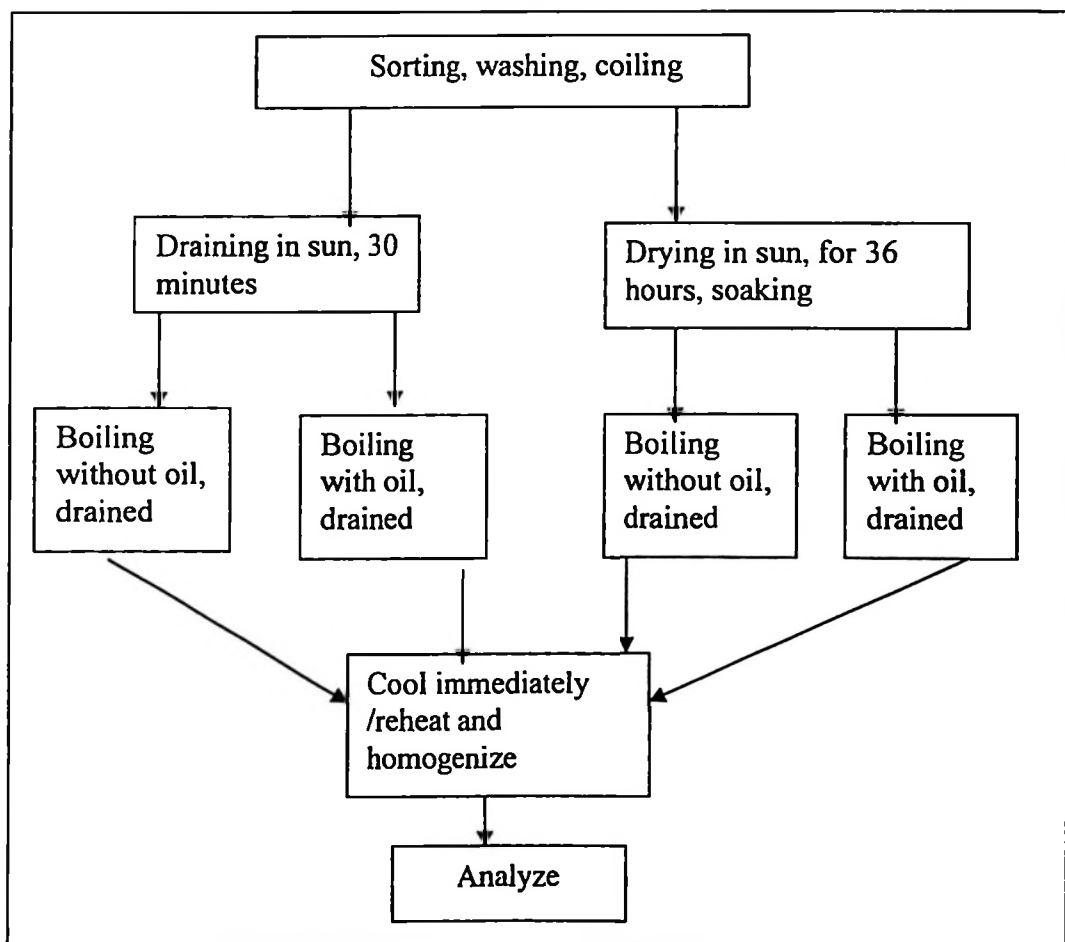 Sorting, washing, coiling
Draining in sun, 30
minutes
Drying in sun, for 36
hours, soaking
Boiling
without oil,
drained
Boiling
with oil,
drained
Boiling
without oil,
drained
Boiling
with oil,
drained
Cool immediately
/reheat and
homogenize
Analyze